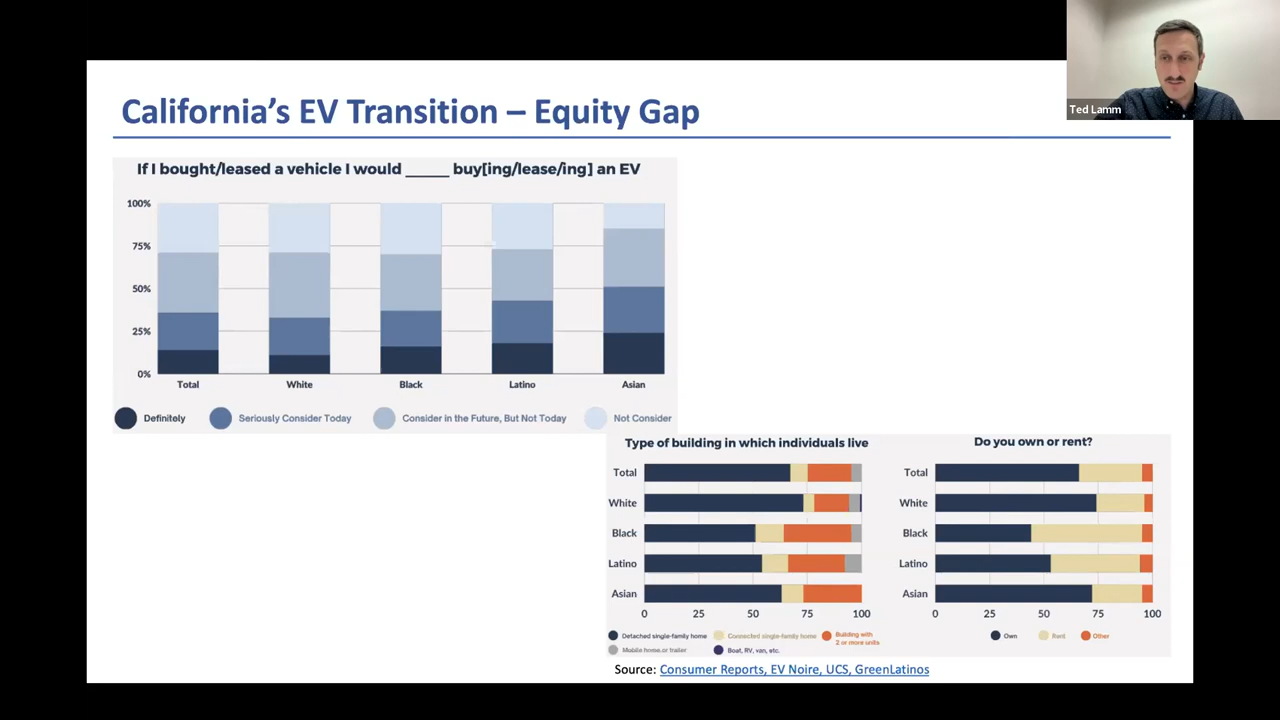 Ted Lamm
California's EV Transition – Equity Gap
If I bought/leased a vehicle I would _____ buy[ing/lease/ing] an EV
100%
75%
50%
25%
0%
Total White Black Latino Asian
Definitely Seriously Consider Today Consider in the Future, But Not Today Not Consider
Type of building in which individuals live
Total
White
Black
Latino
Asian
0 25 50 75 100
Detached single-family home Connected single-family home Building with
2 or more units
Mobile home or trailer Boat, RV, van, etc.
Do you own or rent?
Total
White
Black
Latino
Asian
0 25 50 75 100
Own Rent Other
Source: Consumer Reports, EV Noire, UCS, GreenLatinos